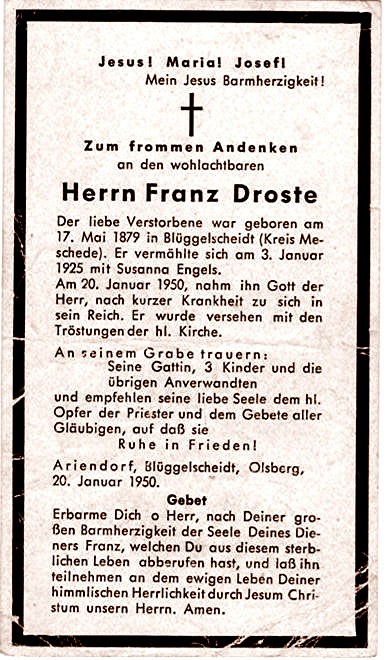 Jesus! Maria! Josef!
Mein Jesus Barmherzigkeit!
Zum frommen Andenken
an den wohlachtbaren
Herrn Franz Droste
Der liebe Verstorbene war geboren am
17. Mai 1879 in Blüggelscheidt (Kreis Me-
schede). Er vermählte sich am 3. Januar
1925 mit Susanna Engels.
Am 20. Januar 1950, nahm ihn Gott der
Herr, nach kurzer Krankheit zu sich in
sein Reich. Er wurde versehen mit den
Tröstungen der hl. Kirche.
An seinem Grabe trauern:
Seine Gattin, 3 Kinder und die
übrigen Anverwandten
und empfehlen seine liebe Seele dem hl.
Opfer der Priester und dem Gebete aller
Gläubigen, auf daß sie
Ruhe in Frieden!
Ariendorf, Blüggelscheidt, Olsberg,
20. Januar 1950.
Gebet
Erbarme Dich o Herr, nach Deiner gro-
ßen Barmherzigkeit der Seele Deines Die-
ners Franz, welchen Du aus diesem sterb-
lichen Leben abberufen hast, und laß ihn
teilnehmen an dem ewigen Leben Deiner
himmlischen Herrlichkeit durch Jesum Chri-
stum unsern Herrn. Amen.